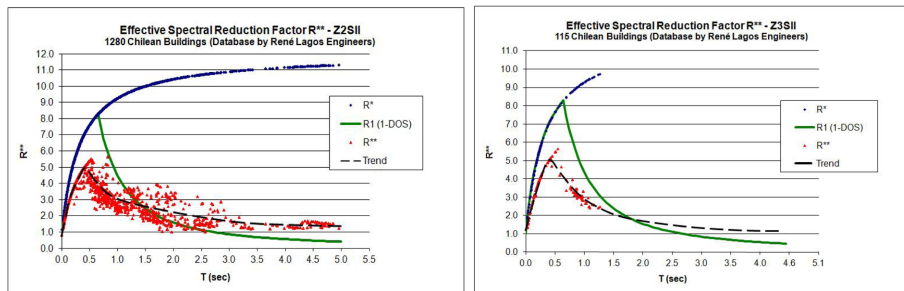 Effective Spectral Reduction Factor R** - Z2SII
1280 Chilean Buildings (Database by René Lagos Engineers)
12.0
11.0
10.0
9.0
8.0
7.0
6.0
5.0
4.0
3.0
2.0
1.0
0.0
R**
0.0 0.5 1.0 1.5 2.0 2.5 3.0 3.5 4.0 4.5 5.0 5.5
T (sec)
R*
R1 (1-DOS)
R**
Trend
Effective Spectral Reduction Factor R** - Z3SII
115 Chilean Buildings (Database by René Lagos Engineers)
11.0
10.0
9.0
8.0
7.0
6.0
5.0
4.0
3.0
2.0
1.0
0.0
R**
0.0 0.5 1.0 1.5 2.0 2.5 3.0 3.5 4.1 4.6 5.1
T (sec)
R*
R1 (1-DOS)
R**
Trend